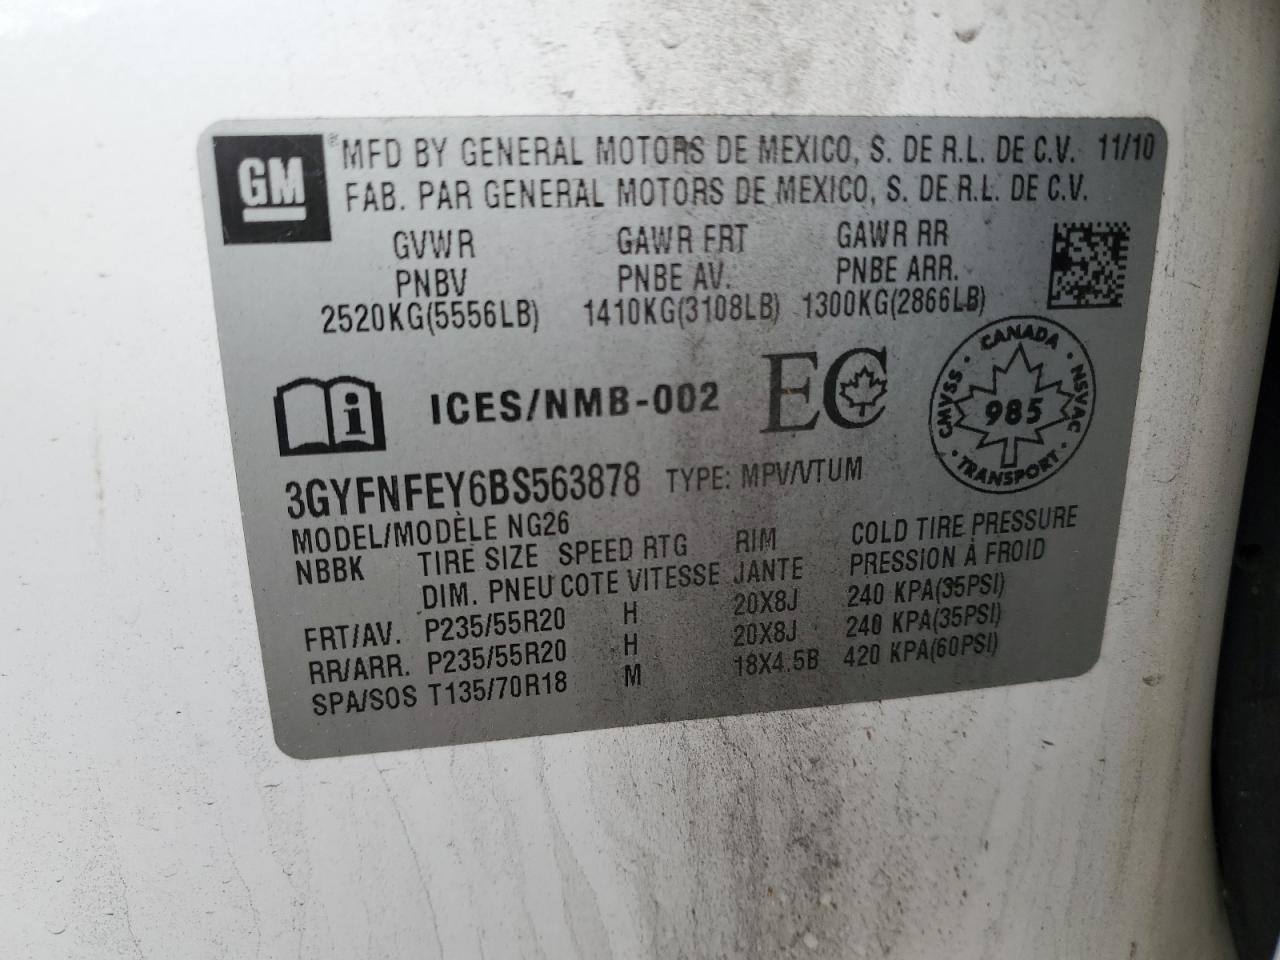 GM
®MFD BY GENERAL MOTORS DE MEXICO, S. DE R.L. DE C.V. 11/10
FAB. PAR GENERAL MOTORS DE MEXICO, S. DE R.L. DE C.V.
GVWR GAWR FRT GAWR RR
PNBV PNBE AV. PNBE ARR.
2520KG(5556LB) 1410KG(3108LB) 1300KG(2866LB)
i ICES/NMB-002 EC
CANADA
CMVSS · 985 · NSVAC
TRANSPORT
3GYFNFEY6BS563878 TYPE: MPV/VTUM
MODEL/MODÈLE NG26
NBBK TIRE SIZE SPEED RTG RIM COLD TIRE PRESSURE
DIM. PNEU COTE VITESSE JANTE PRESSION À FROID
FRT/AV. P235/55R20 H 20X8J 240 KPA(35PSI)
RR/ARR. P235/55R20 H 20X8J 240 KPA(35PSI)
SPA/SOS T135/70R18 M 18X4.5B 420 KPA(60PSI)